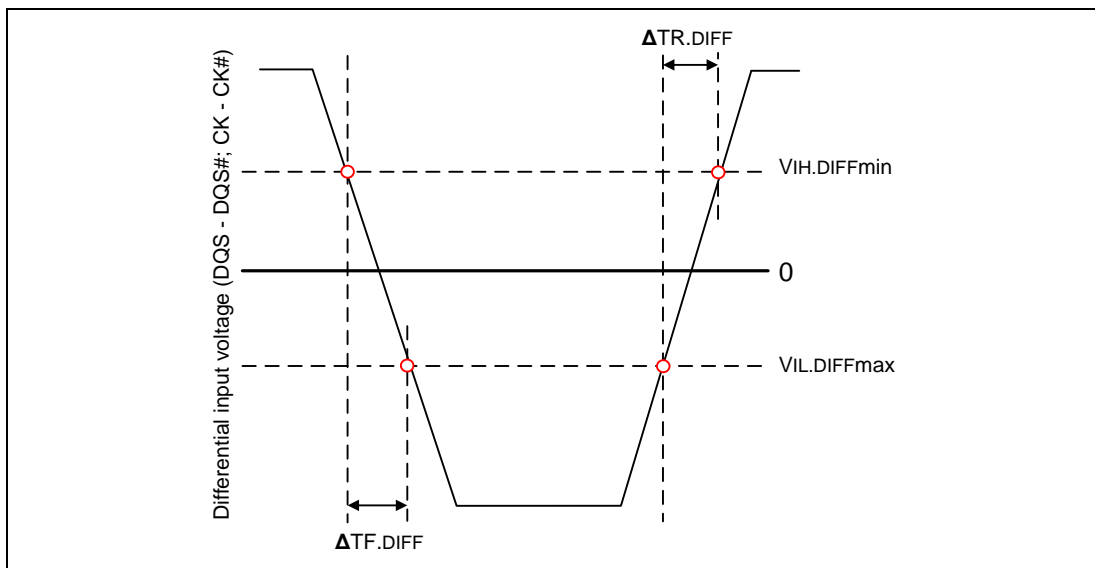 Differential input voltage (DQS - DQS#; CK - CK#)
ΔTR.DIFF
VIH.DIFFmin
0
VIL.DIFFmax
ΔTF.DIFF